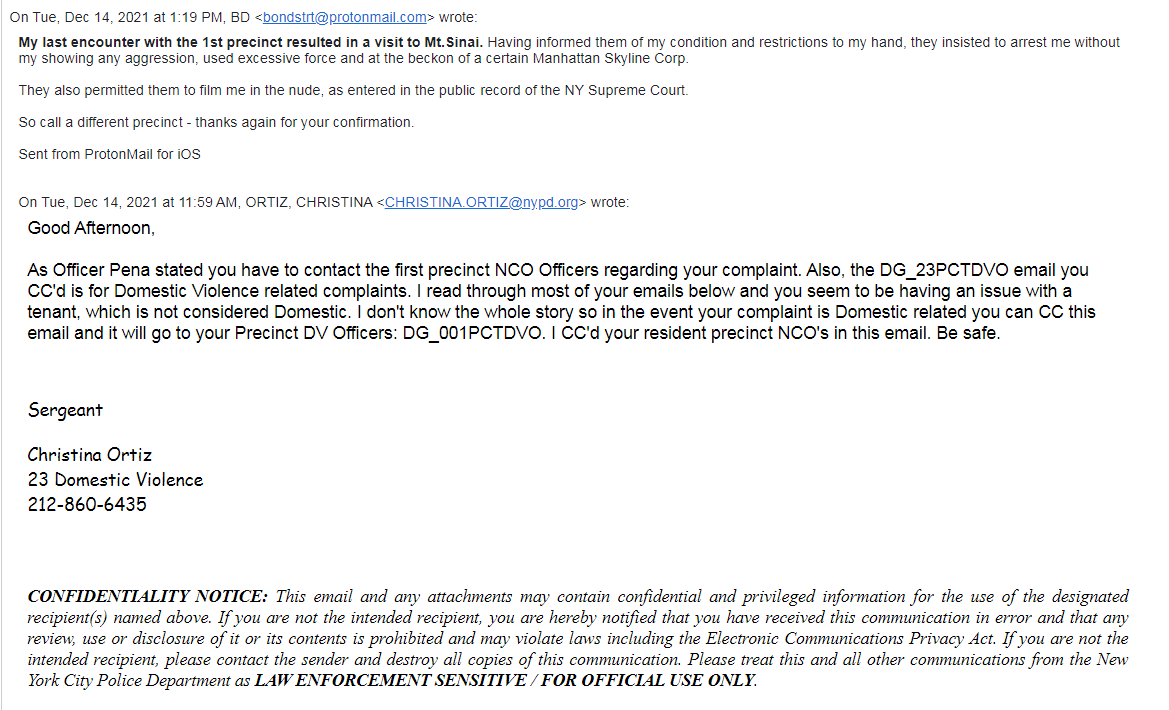 On Tue, Dec 14, 2021 at 1:19 PM, BD <bondstrt@protonmail.com> wrote:
My last encounter with the 1st precinct resulted in a visit to Mt.Sinai. Having informed them of my condition and restrictions to my hand, they insisted to arrest me without
my showing any aggression, used excessive force and at the beckon of a certain Manhattan Skyline Corp.
They also permitted them to film me in the nude, as entered in the public record of the NY Supreme Court.
So call a different precinct - thanks again for your confirmation.
Sent from ProtonMail for iOS
On Tue, Dec 14, 2021 at 11:59 AM, ORTIZ, CHRISTINA <CHRISTINA.ORTIZ@nypd.org> wrote:
Good Afternoon,
As Officer Pena stated you have to contact the first precinct NCO Officers regarding your complaint. Also, the DG_23PCTDVO email you
CC'd is for Domestic Violence related complaints. I read through most of your emails below and you seem to be having an issue with a
tenant, which is not considered Domestic. I don't know the whole story so in the event your complaint is Domestic related you can CC this
email and it will go to your Precinct DV Officers: DG_001PCTDVO. I CC'd your resident precinct NCO's in this email. Be safe.
Sergeant
Christina Ortiz
23 Domestic Violence
212-860-6435
CONFIDENTIALITY NOTICE: This email and any attachments may contain confidential and privileged information for the use of the designated
recipient(s) named above. If you are not the intended recipient, you are hereby notified that you have received this communication in error and that any
review, use or disclosure of it or its contents is prohibited and may violate laws including the Electronic Communications Privacy Act. If you are not the
intended recipient, please contact the sender and destroy all copies of this communication. Please treat this and all other communications from the New
York City Police Department as LAW ENFORCEMENT SENSITIVE / FOR OFFICIAL USE ONLY.